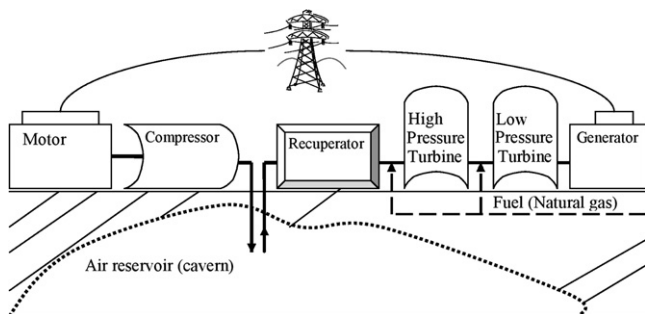 Motor
Compressor
Recuperator
High
Pressure
Turbine
Low
Pressure
Turbine
Generator
Fuel (Natural gas)
Air reservoir (cavern)